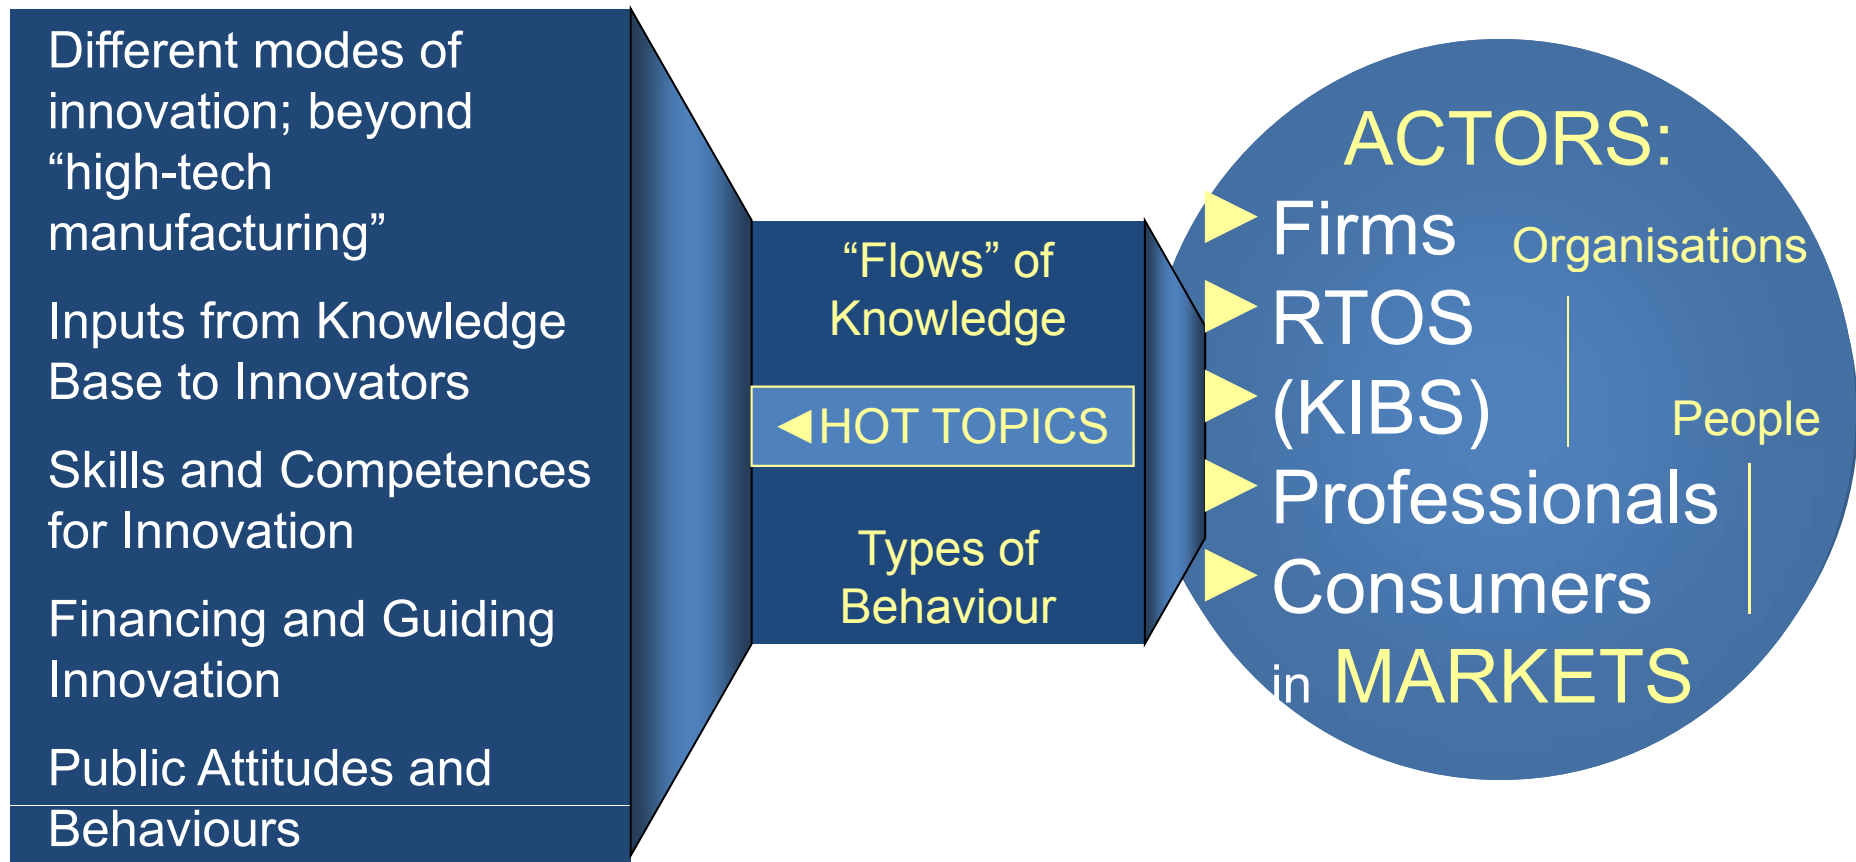 Different modes of
innovation; beyond
“high-tech
manufacturing”
Inputs from Knowledge
Base to Innovators
Skills and Competences
for Innovation
Financing and Guiding
Innovation
Public Attitudes and
Behaviours
“Flows” of
Knowledge
HOT TOPICS
Types of
Behaviour
ACTORS:
Firms
Organisations
RTOS
(KIBS)
People
Professionals
Consumers
in MARKETS